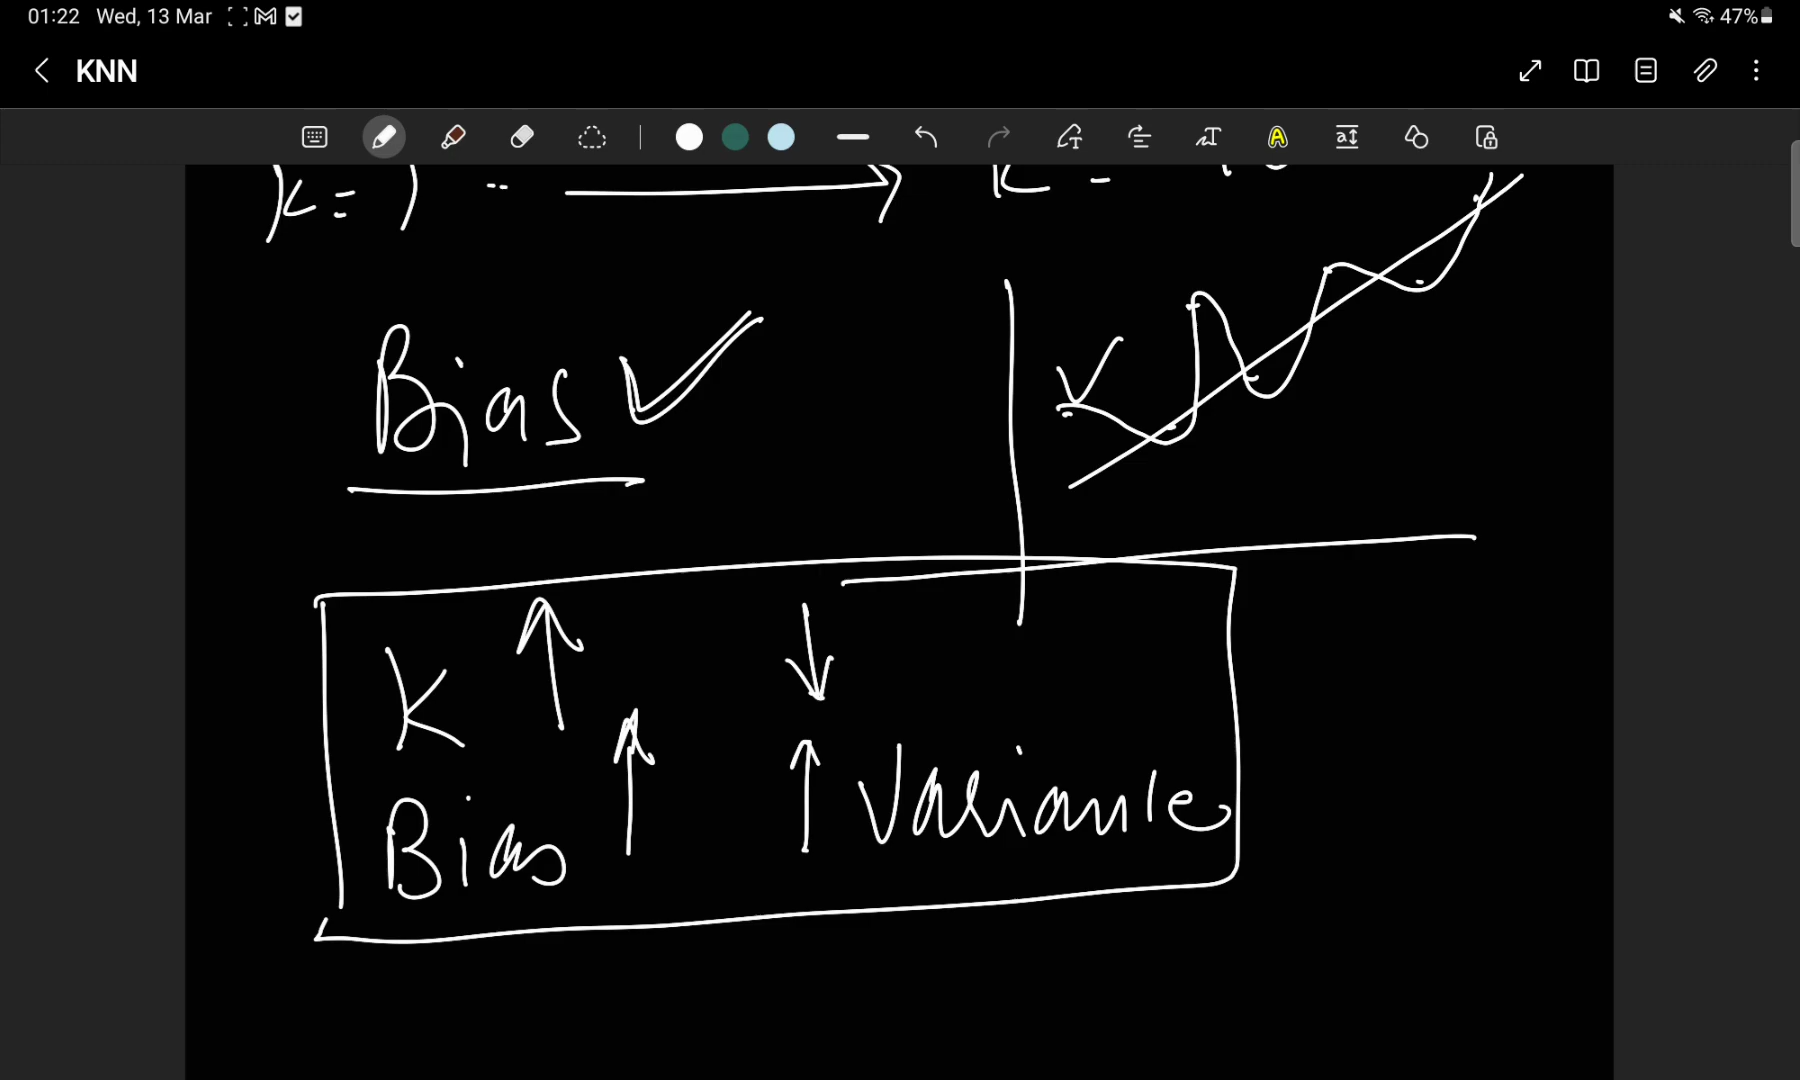 01:22 Wed, 13 Mar 47%
KNN
k = 1 -- → k =
Bias ✓
K ↑ ↓
Bias ↑ ↑ Variance